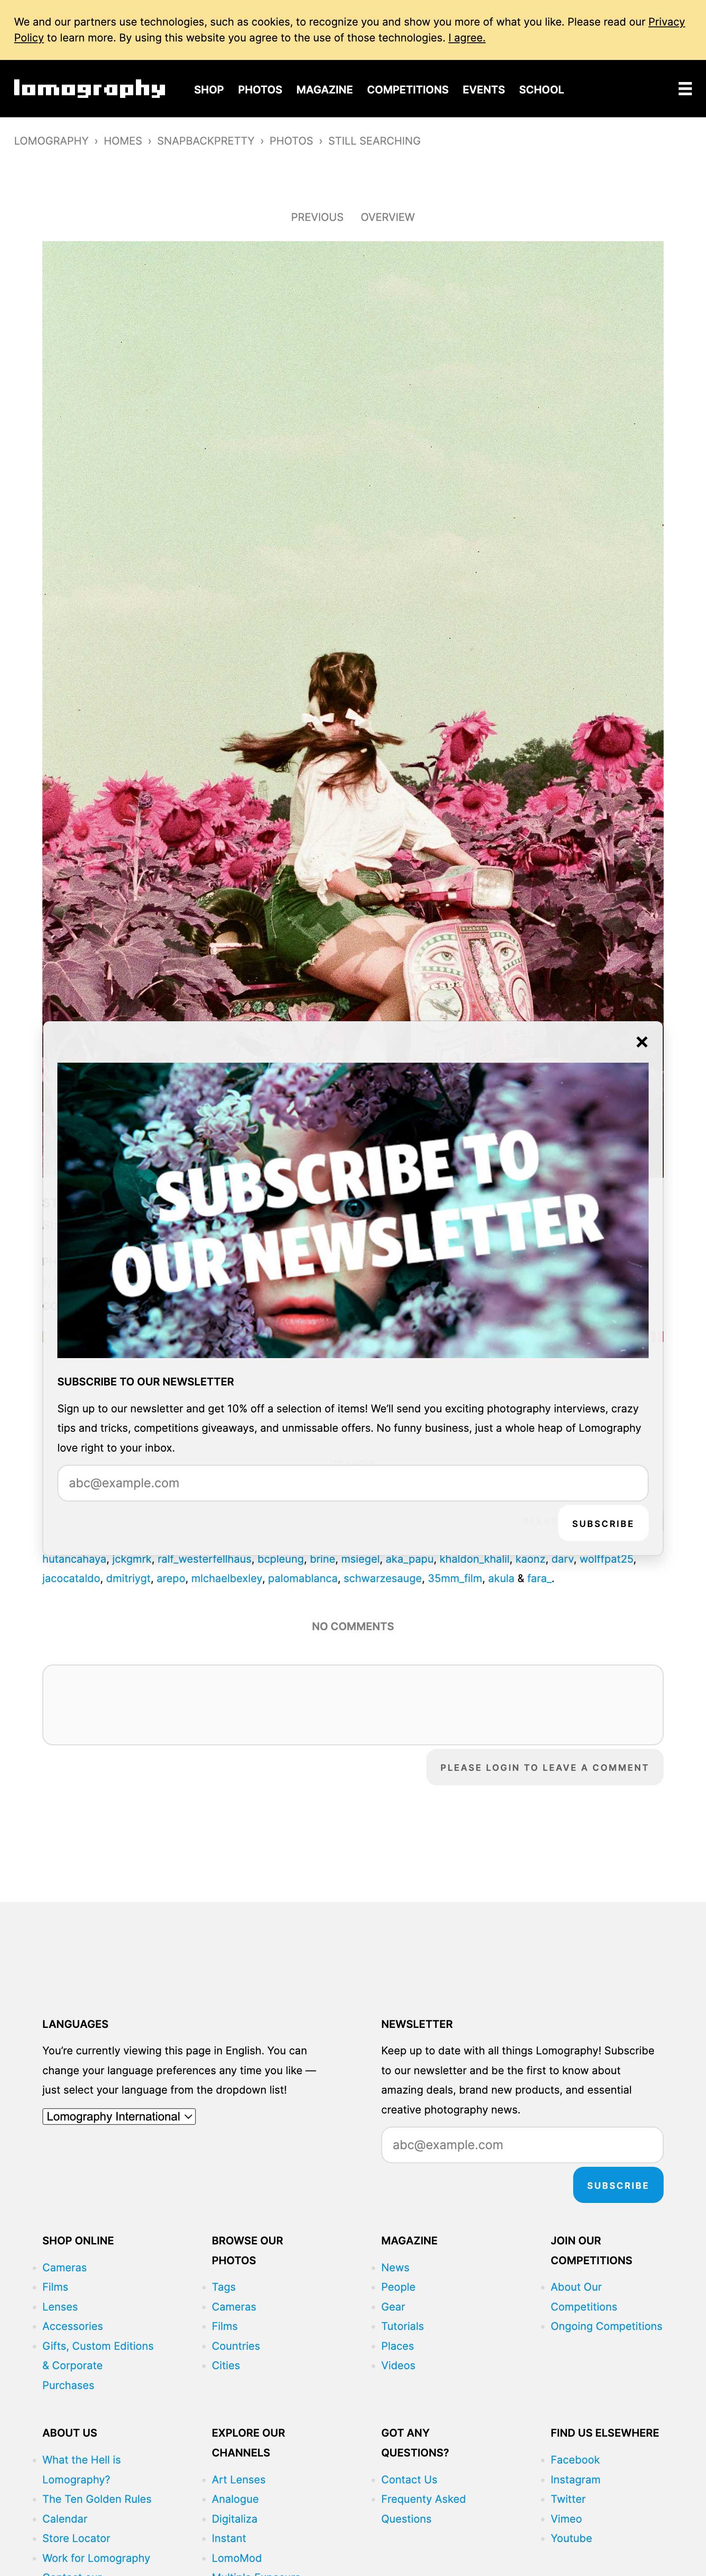 We and our partners use technologies, such as cookies, to recognize you and show you more of what you like. Please read our Privacy
Policy to learn more. By using this website you agree to the use of those technologies. I agree.
lomography
SHOP PHOTOS MAGAZINE COMPETITIONS EVENTS SCHOOL
LOMOGRAPHY › HOMES › SNAPBACKPRETTY › PHOTOS › STILL SEARCHING
PREVIOUS OVERVIEW
SUBSCRIBE TO
OUR NEWSLETTER
SUBSCRIBE TO OUR NEWSLETTER
Sign up to our newsletter and get 10% off a selection of items! We'll send you exciting photography interviews, crazy
tips and tricks, competitions giveaways, and unmissable offers. No funny business, just a whole heap of Lomography
love right to your inbox.
abc@example.com
SUBSCRIBE
hutancahaya, jckgmrk, ralf_westerfellhaus, bcpleung, brine, msiegel, aka_papu, khaldon_khalil, kaonz, darv, wolffpat25,
jacocataldo, dmitriygt, arepo, mlchaelbexley, palomablanca, schwarzesauge, 35mm_film, akula & fara_.
NO COMMENTS
PLEASE LOGIN TO LEAVE A COMMENT
LANGUAGES
You're currently viewing this page in English. You can
change your language preferences any time you like —
just select your language from the dropdown list!
Lomography International
NEWSLETTER
Keep up to date with all things Lomography! Subscribe
to our newsletter and be the first to know about
amazing deals, brand new products, and essential
creative photography news.
abc@example.com
SUBSCRIBE
SHOP ONLINE
Cameras
Films
Lenses
Accessories
Gifts, Custom Editions
& Corporate
Purchases
BROWSE OUR
PHOTOS
Tags
Cameras
Films
Countries
Cities
MAGAZINE
News
People
Gear
Tutorials
Places
Videos
JOIN OUR
COMPETITIONS
About Our
Competitions
Ongoing Competitions
ABOUT US
What the Hell is
Lomography?
The Ten Golden Rules
Calendar
Store Locator
Work for Lomography
EXPLORE OUR
CHANNELS
Art Lenses
Analogue
Digitaliza
Instant
LomoMod
GOT ANY
QUESTIONS?
Contact Us
Frequenty Asked
Questions
FIND US ELSEWHERE
Facebook
Instagram
Twitter
Vimeo
Youtube